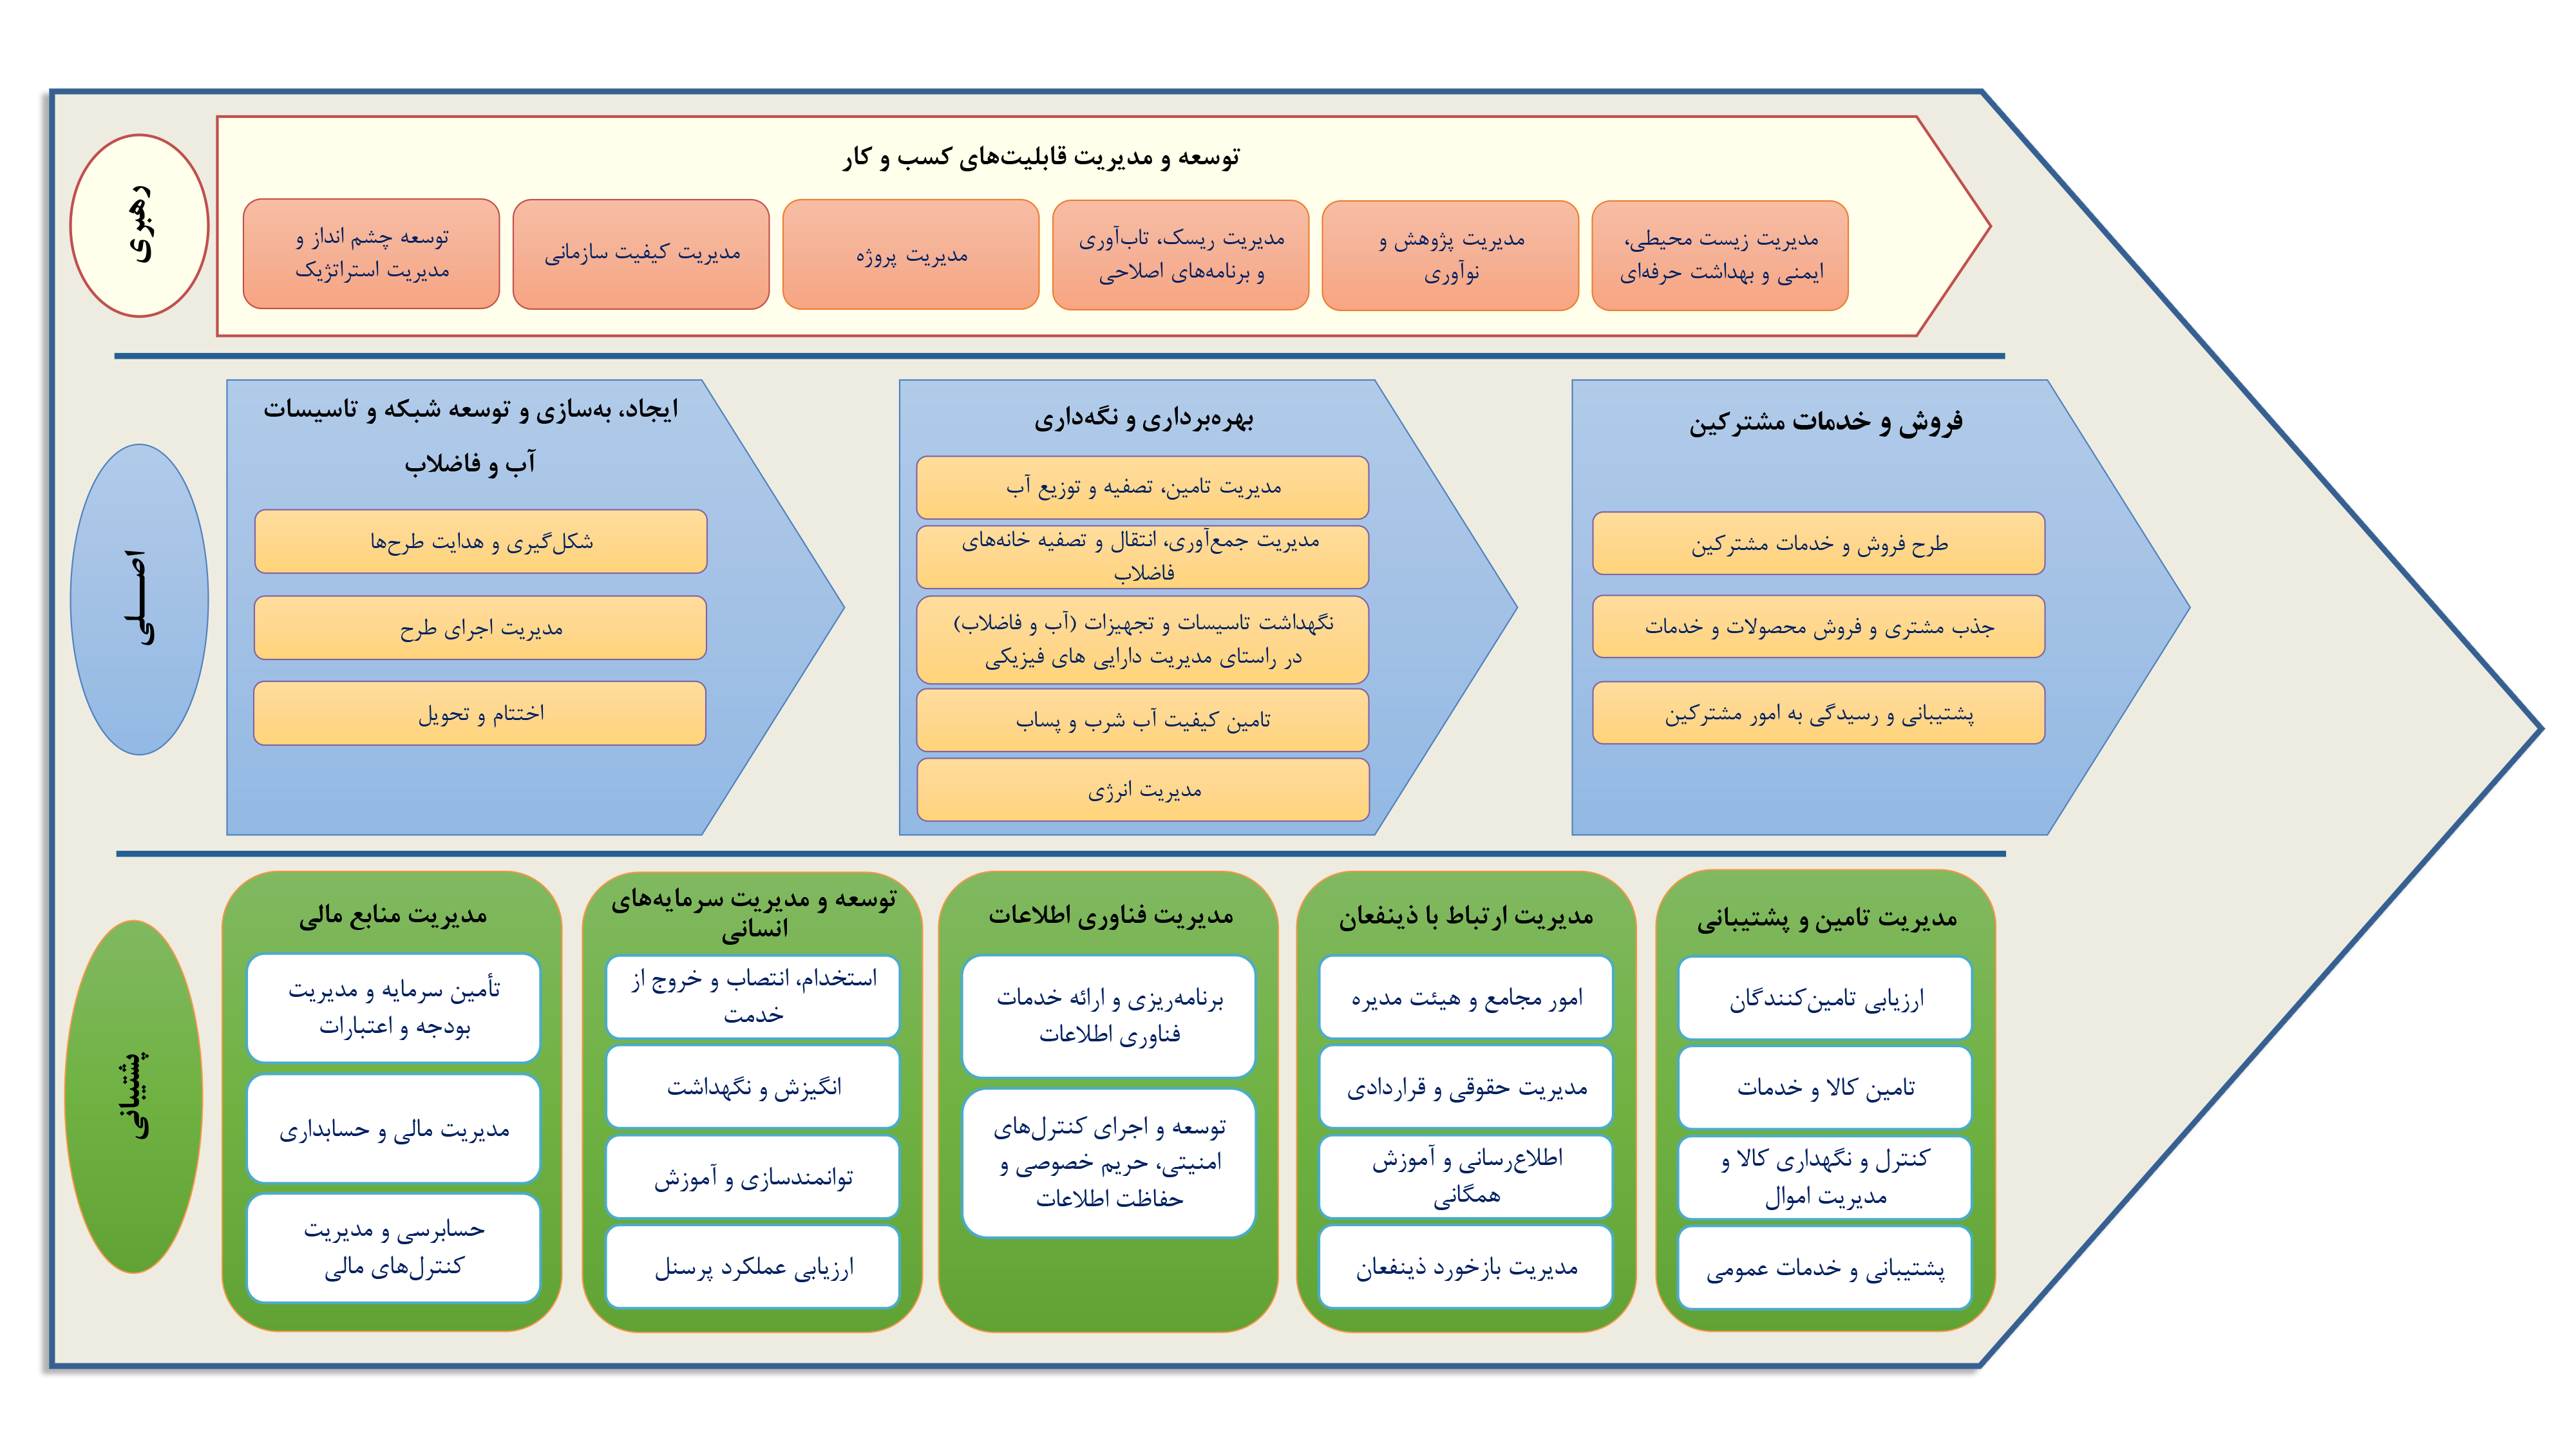 رهبری
توسعه و مدیریت قابلیت‌های کسب و کار
توسعه چشم انداز و
مدیریت استراتژیک
مدیریت کیفیت سازمانی
مدیریت پروژه
مدیریت ریسک، تاب‌آوری
و برنامه‌های اصلاحی
مدیریت پژوهش و
نوآوری
مدیریت زیست محیطی،
ایمنی و بهداشت حرفه‌ای
اصـــلی
ایجاد، به‌سازی و توسعه شبکه و تاسیسات
آب و فاضلاب
شکل‌گیری و هدایت طرح‌ها
مدیریت اجرای طرح
اختتام و تحویل
بهره‌برداری و نگه‌داری
مدیریت تامین، تصفیه و توزیع آب
مدیریت جمع‌آوری، انتقال و تصفیه خانه‌های
فاضلاب
نگهداشت تاسیسات و تجهیزات (آب و فاضلاب)
در راستای مدیریت دارایی های فیزیکی
تامین کیفیت آب شرب و پساب
مدیریت انرژی
فروش و خدمات مشترکین
طرح فروش و خدمات مشترکین
جذب مشتری و فروش محصولات و خدمات
پشتیبانی و رسیدگی به امور مشترکین
پشتیبانی
مدیریت منابع مالی
تأمین سرمایه و مدیریت
بودجه و اعتبارات
مدیریت مالی و حسابداری
حسابرسی و مدیریت
کنترل‌های مالی
توسعه و مدیریت سرمایه‌های
انسانی
استخدام، انتصاب و خروج از
خدمت
انگیزش و نگهداشت
توانمندسازی و آموزش
ارزیابی عملکرد پرسنل
مدیریت فناوری اطلاعات
برنامه‌ریزی و ارائه خدمات
فناوری اطلاعات
توسعه و اجرای کنترل‌های
امنیتی، حریم خصوصی و
حفاظت اطلاعات
مدیریت ارتباط با ذینفعان
امور مجامع و هیئت مدیره
مدیریت حقوقی و قراردادی
اطلاع‌رسانی و آموزش
همگانی
مدیریت بازخورد ذینفعان
مدیریت تامین و پشتیبانی
ارزیابی تامین‌کنندگان
تامین کالا و خدمات
کنترل و نگهداری کالا و
مدیریت اموال
پشتیبانی و خدمات عمومی